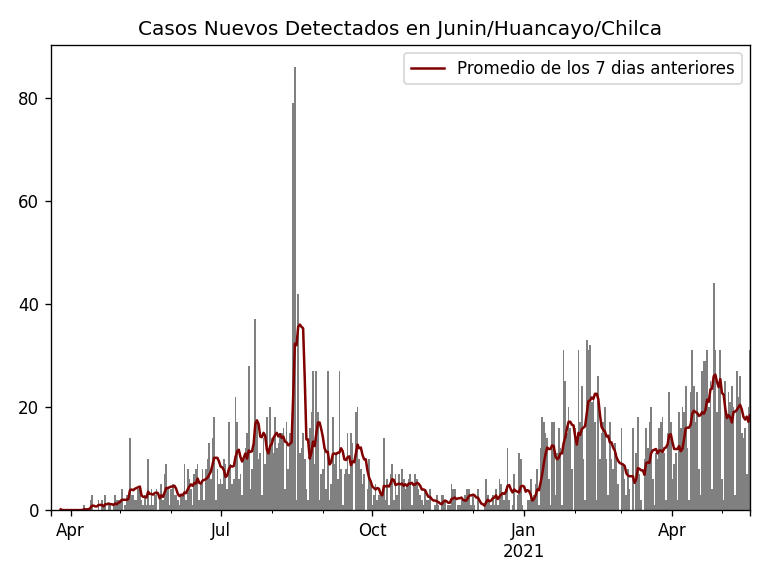 Casos Nuevos Detectados en Junin/Huancayo/Chilca
Promedio de los 7 dias anteriores
80
60
40
20
0
Apr Jul Oct Jan Apr
2021